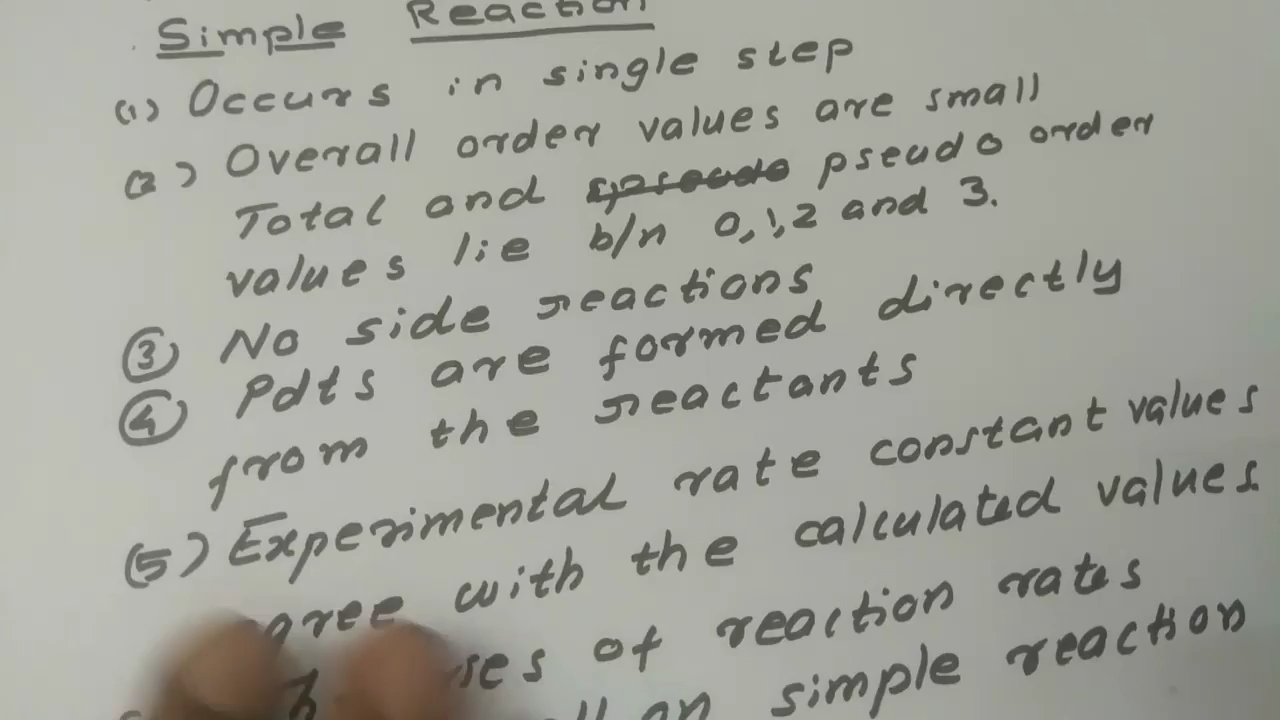 Simple Reaction
(1) Occurs in single step
(2) Overall order values are small
Total and pseudo order
values lie b/n 0,1,2 and 3.
③ No side reactions
④ Pdts are formed directly
from the reactants
(5) Experimental rate constant values
agree with the calculated values
of reaction rates
on simple reaction